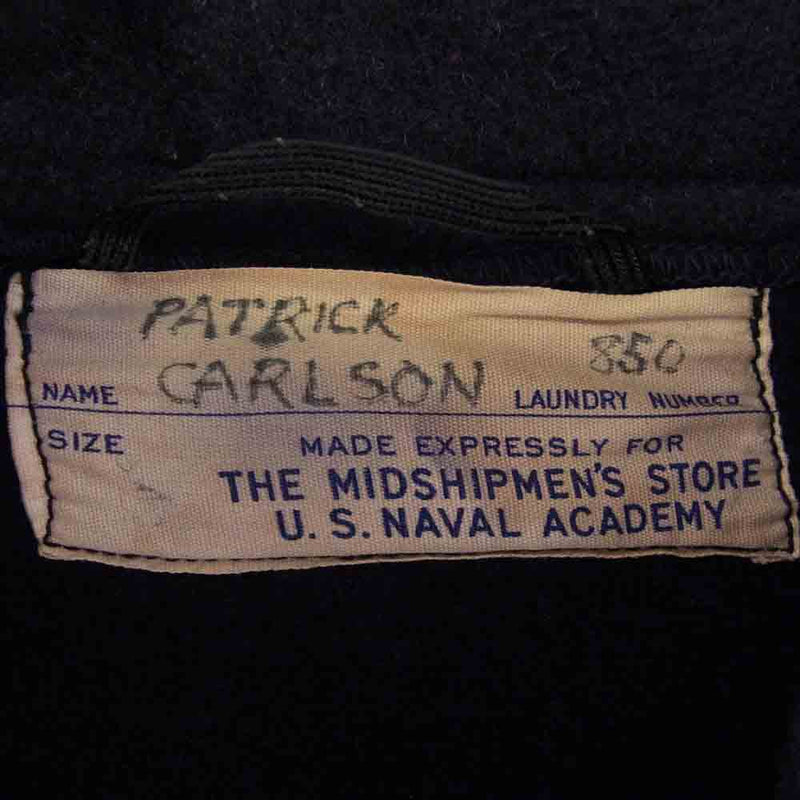 PATRICK
850
NAME CARLSON LAUNDRY NUMBER
SIZE MADE EXPRESSLY FOR
THE MIDSHIPMEN'S STORE
U. S. NAVAL ACADEMY